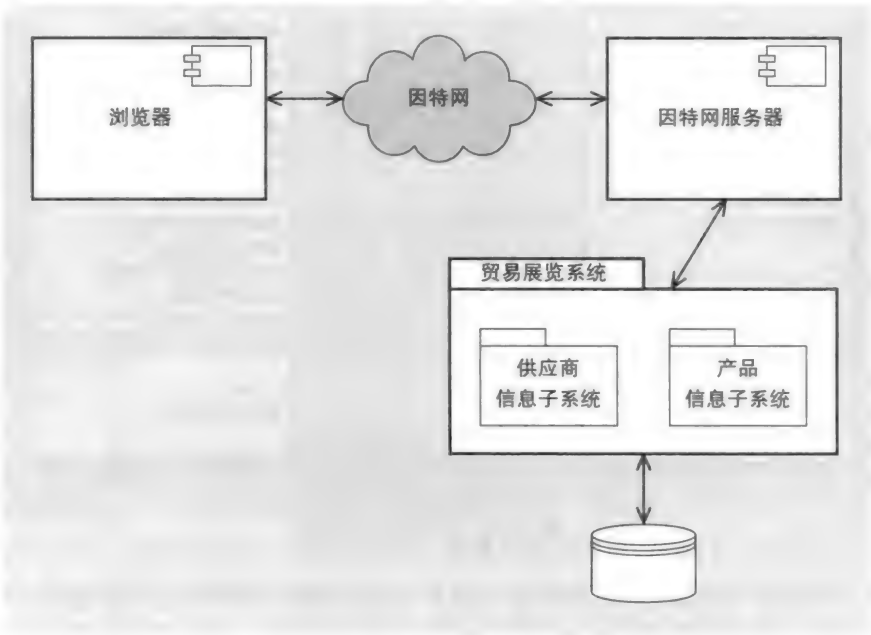 浏览器
因特网
因特网服务器
贸易展览系统
供应商
信息子系统
产品
信息子系统